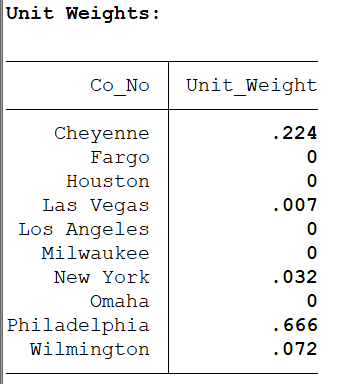 Unit Weights:
Co_No Unit_Weight
Cheyenne .224
Fargo 0
Houston 0
Las Vegas .007
Los Angeles 0
Milwaukee 0
New York .032
Omaha 0
Philadelphia .666
Wilmington .072